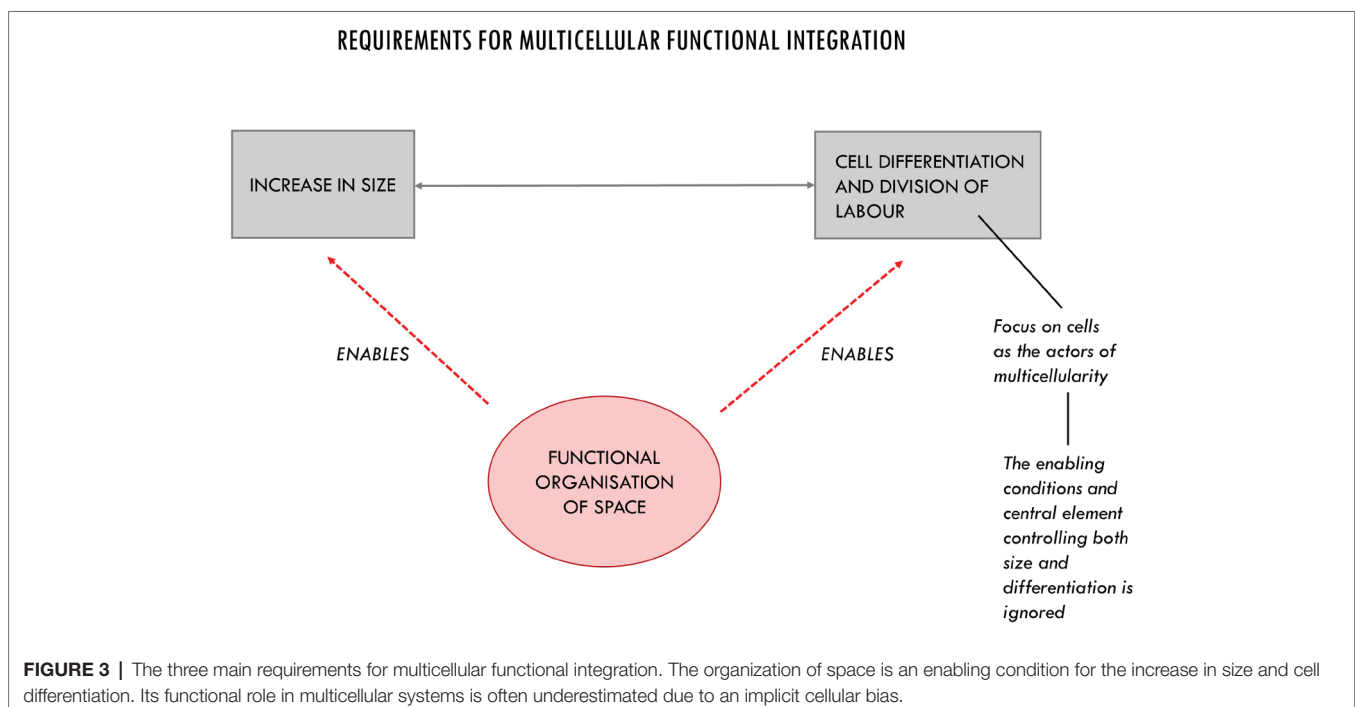 REQUIREMENTS FOR MULTICELLULAR FUNCTIONAL INTEGRATION
INCREASE IN SIZE
CELL DIFFERENTIATION
AND DIVISION OF
LABOUR
ENABLES
ENABLES
Focus on cells
as the actors of
multicellularity
FUNCTIONAL
ORGANISATION
OF SPACE
The enabling
conditions and
central element
controlling both
size and
differentiation is
ignored
FIGURE 3 | The three main requirements for multicellular functional integration. The organization of space is an enabling condition for the increase in size and cell
differentiation. Its functional role in multicellular systems is often underestimated due to an implicit cellular bias.